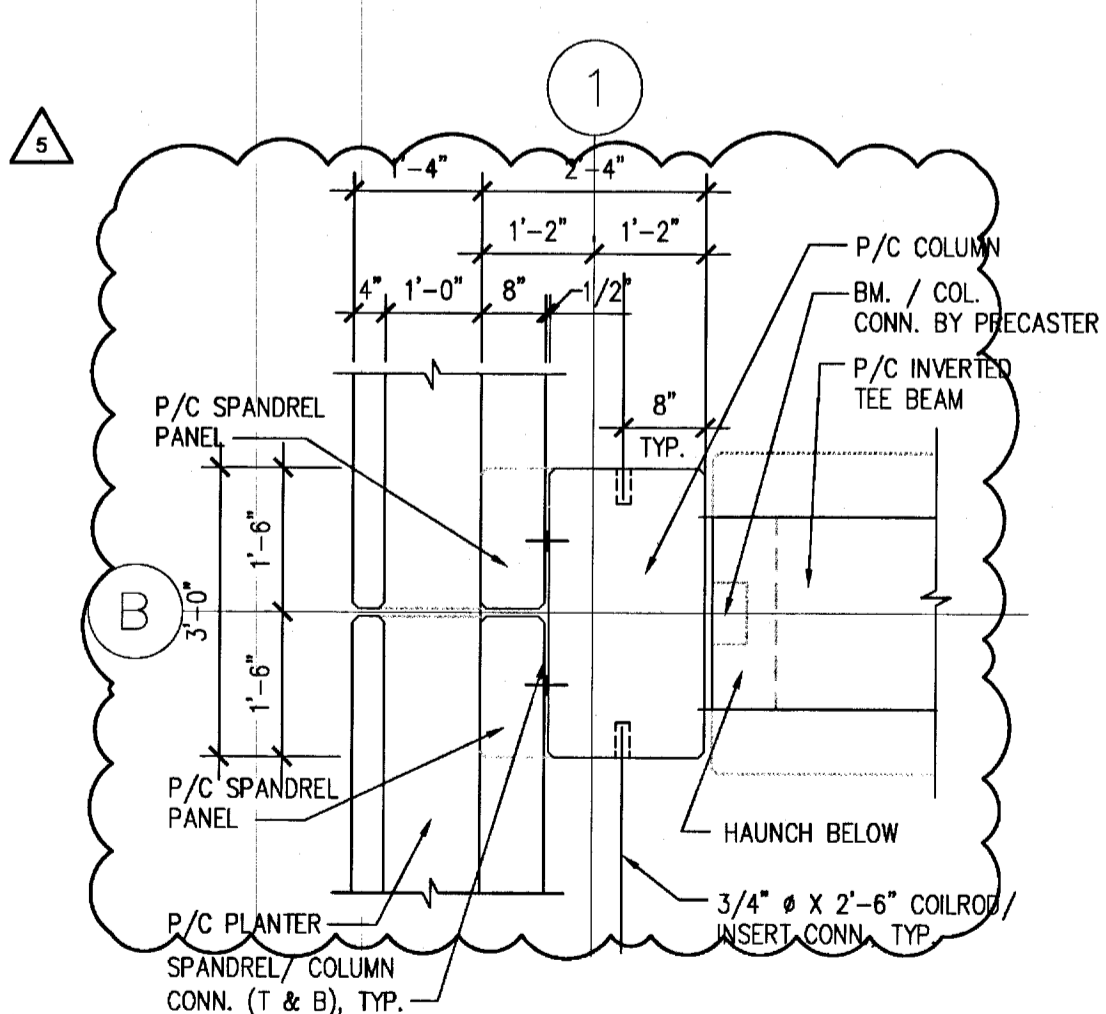 1
5
1'-4"
2'-4"
1'-2"
1'-2"
P/C COLUMN
4"
1'-0"
8"
1/2"
BM. / COL.
CONN. BY PRECASTER
P/C INVERTED
TEE BEAM
P/C SPANDREL
PANEL
8"
TYP.
1'-6"
3'-0"
B
1'-6"
P/C SPANDREL
PANEL
HAUNCH BELOW
P/C PLANTER
3/4" ø X 2'-6" COILROD/
INSERT CONN. TYP.
SPANDREL/ COLUMN
CONN. (T & B), TYP.